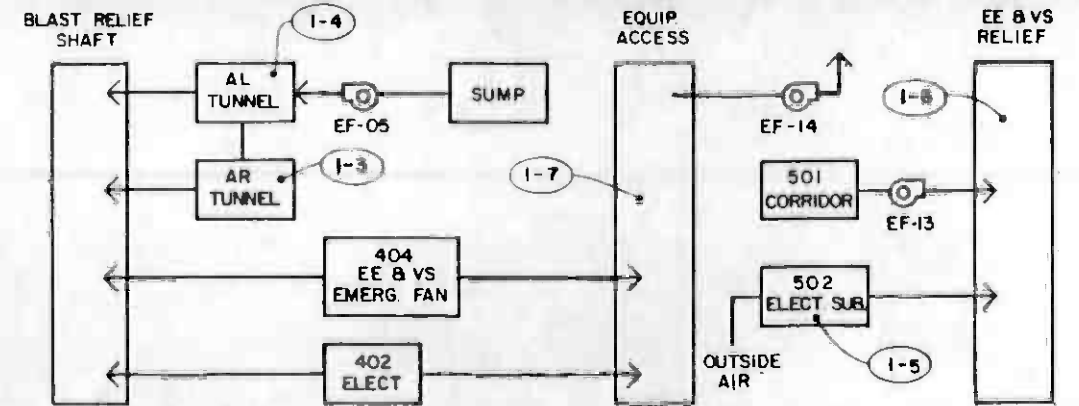 BLAST RELIEF
SHAFT
1-4
EQUIP.
ACCESS
EE & VS
RELIEF
AL
TUNNEL
SUMP
EF-05
EF-14
AR
TUNNEL
1-3
1-7
501
CORRIDOR
EF-13
404
EE & VS
EMERG. FAN
502
ELECT SUB.
402
ELECT
OUTSIDE
AIR
1-5